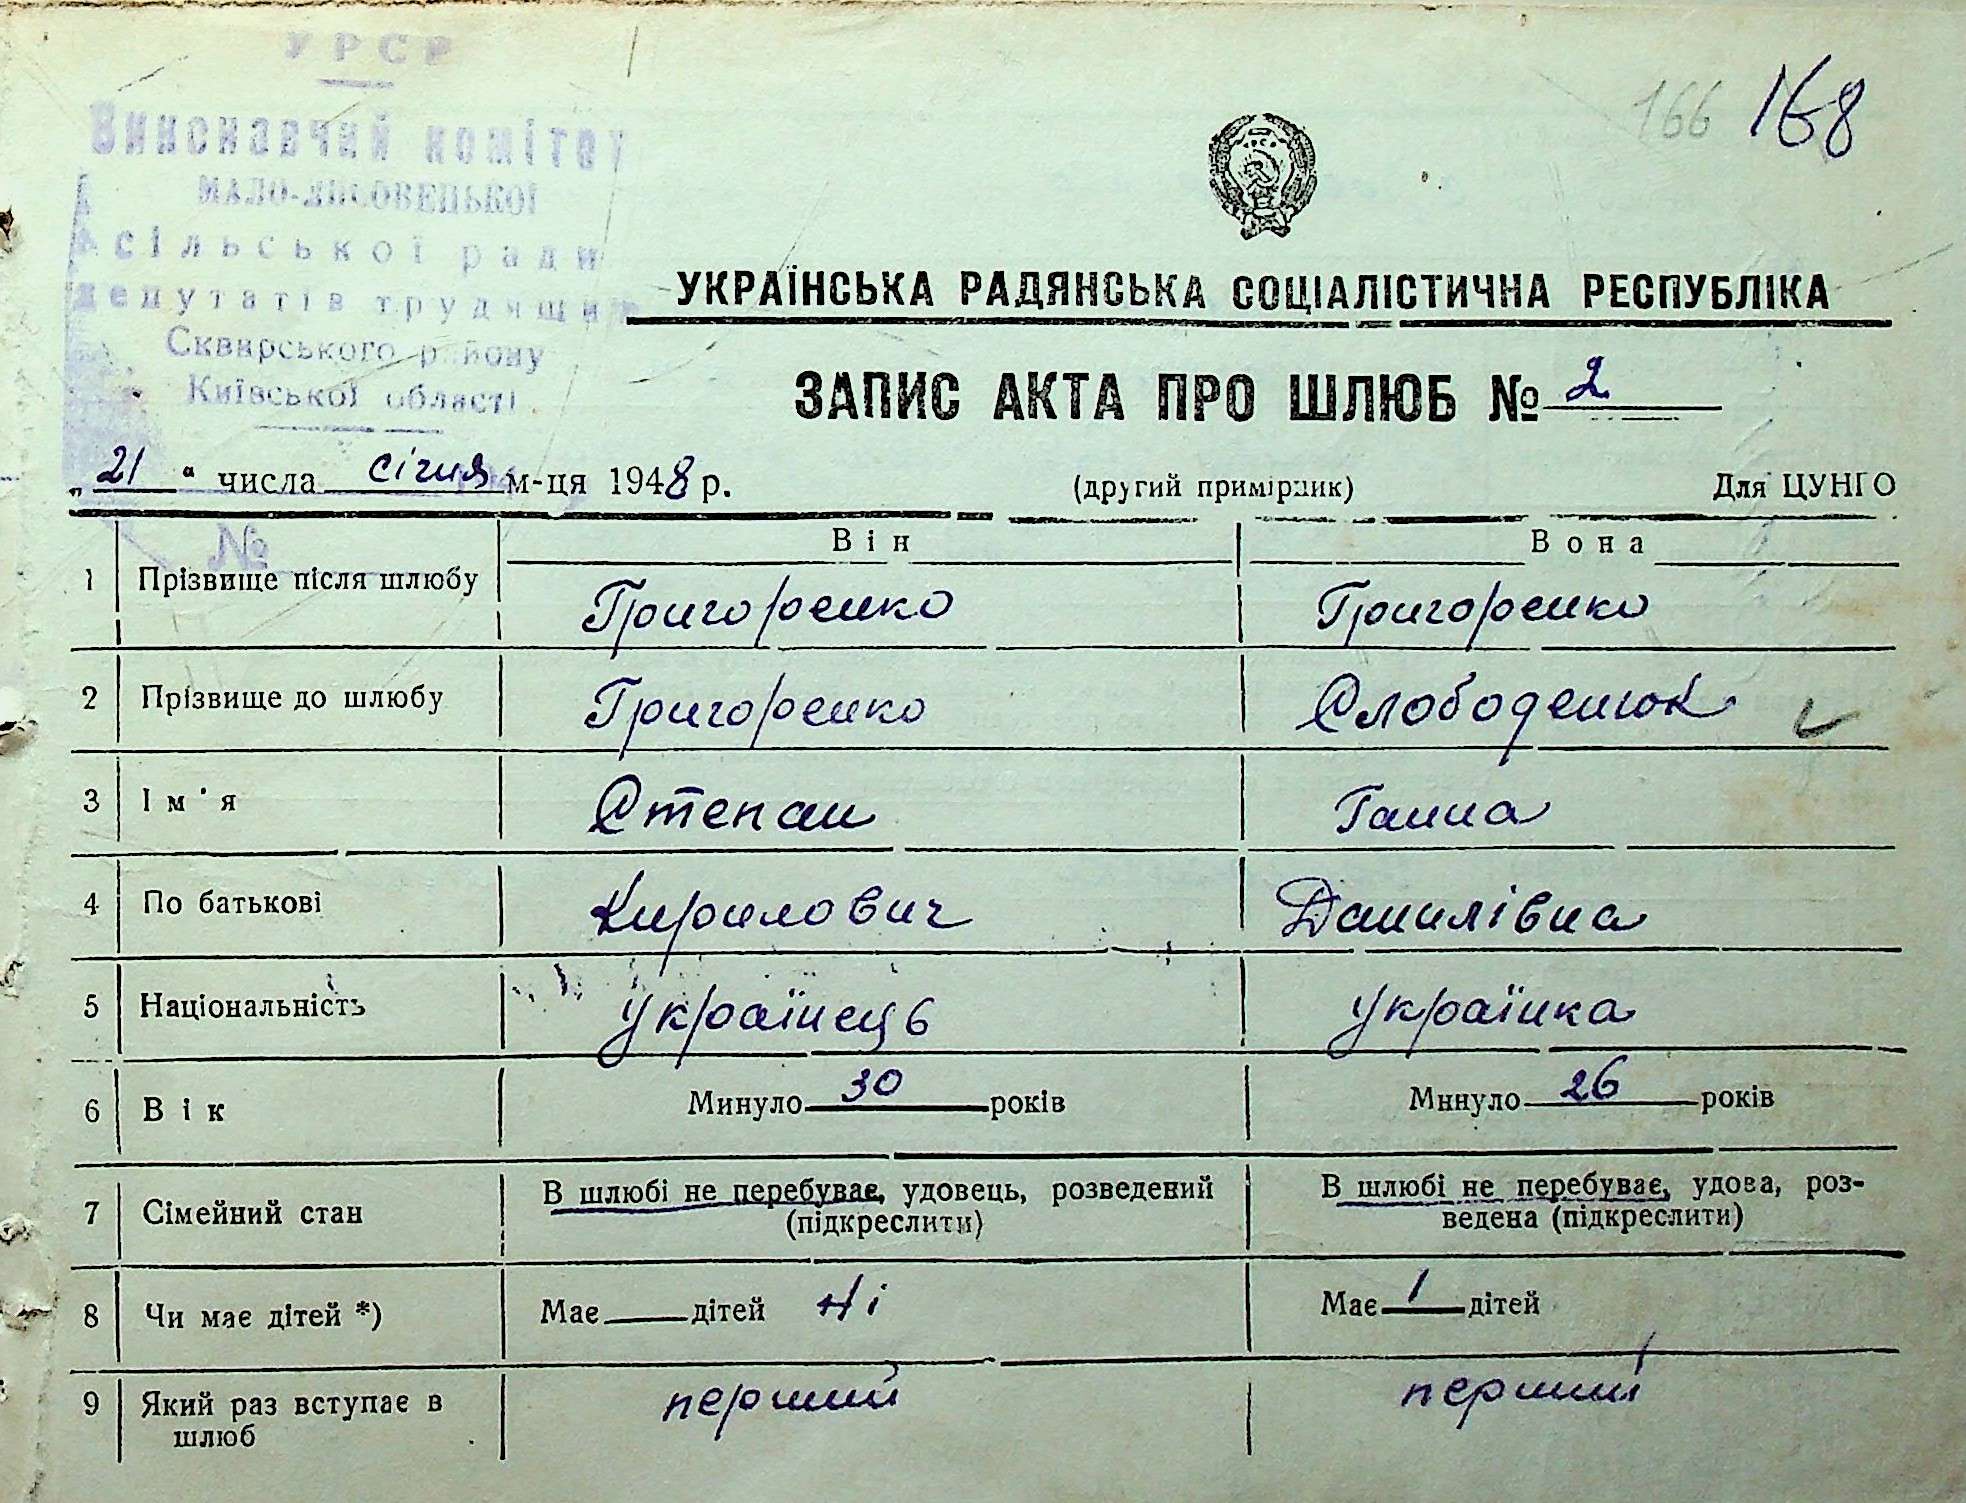 УРСР
Виконавчий комітет
МАЛО-ЛИСОВЕЦЬКОЇ
сільської ради
депутатів трудящих
Сквирського району
Київської області
№
166 168
УРСР
УКРАЇНСЬКА РАДЯНСЬКА СОЦІАЛІСТИЧНА РЕСПУБЛІКА
ЗАПИС АКТА ПРО ШЛЮБ № 2
„21“ числа січня м-ця 1948 р. (другий примірник) Для ЦУНГО
Він Вона
1 Прізвище після шлюбу Григоренко Григоренко
2 Прізвище до шлюбу Григоренко Слободенюк
3 Ім'я Степан Ганна
4 По батькові Кирилович Данилівна
5 Національність українець українка
6 Вік Минуло 30 років Минуло 26 років
7 Сімейний стан В шлюбі не перебуває, удовець, розведений В шлюбі не перебуває, удова, роз-
(підкреслити) ведена (підкреслити)
8 Чи має дітей *) Має дітей Ні Має 1 дітей
9 Який раз вступає в перший перший
шлюб